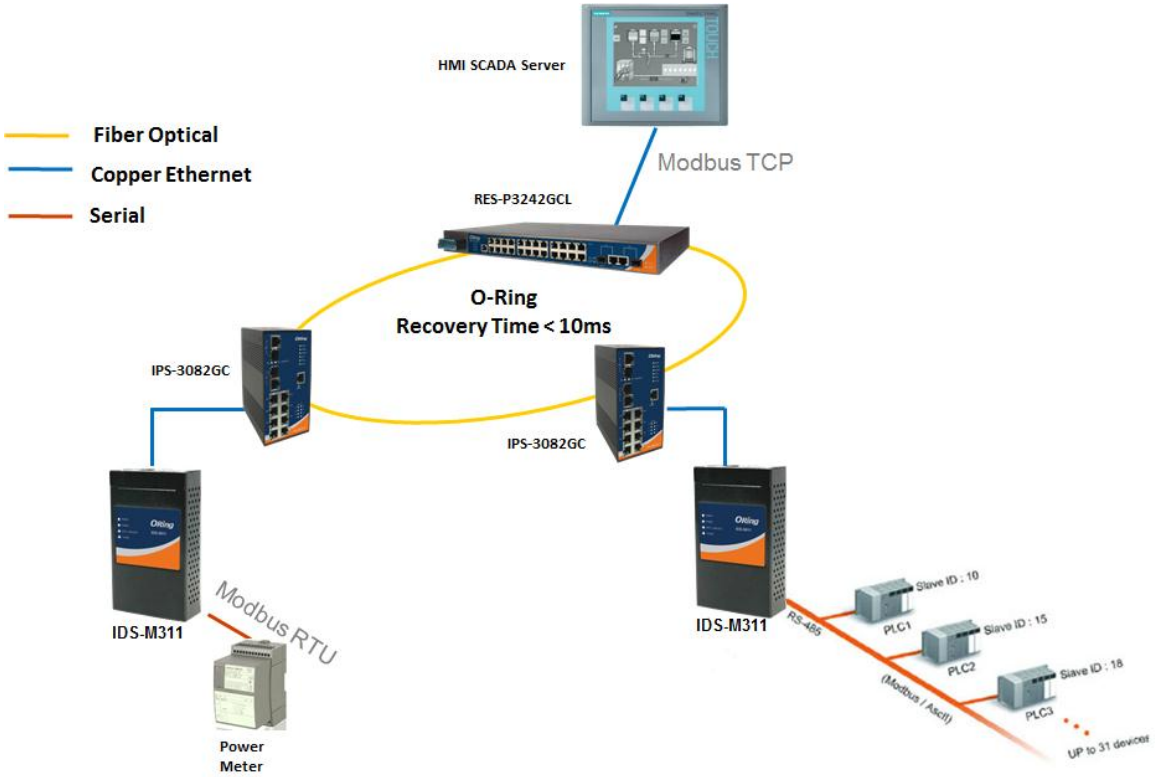 HMI SCADA Server
Fiber Optical
Copper Ethernet
Serial
Modbus TCP
RES-P3242GCL
O-Ring
Recovery Time < 10ms
IPS-3082GC
IPS-3082GC
ORing
ORing
IDS-M311
IDS-M311
Modbus RTU
Power
Meter
RS-485
(Modbus / AscII)
Slave ID : 10
PLC1
Slave ID : 15
PLC2
Slave ID : 18
PLC3
UP to 31 devices